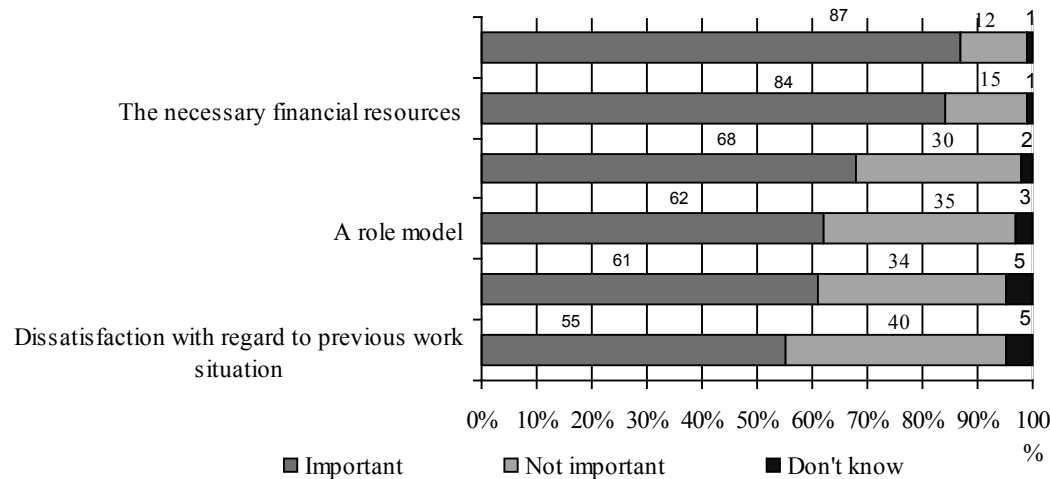 87 12 1
84 15 1
The necessary financial resources
68 30 2
62 35 3
A role model
61 34 5
55 40 5
Dissatisfaction with regard to previous work
situation
0% 10% 20% 30% 40% 50% 60% 70% 80% 90% 100
%
Important Not important Don't know